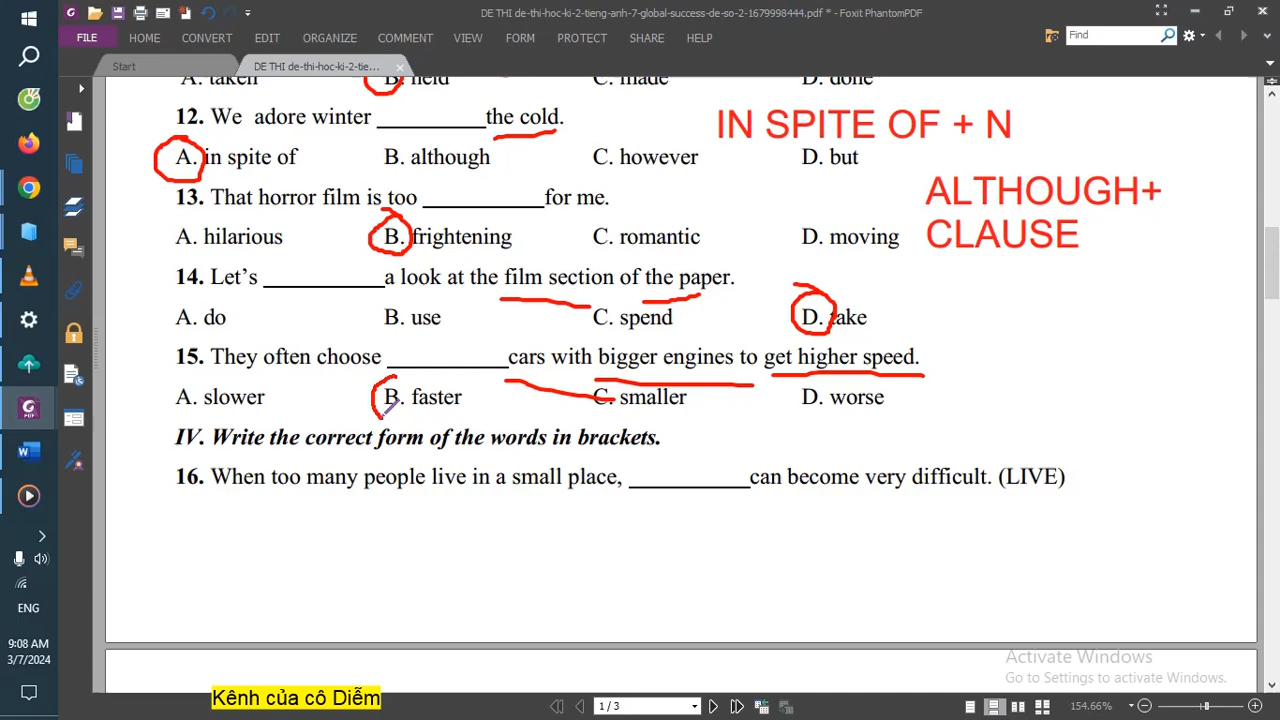 DE THI de-thi-hoc-ki-2-tieng-anh-7-global-success-de-so-2-1679998444.pdf * - Foxit PhantomPDF
FILE HOME CONVERT EDIT ORGANIZE COMMENT VIEW FORM PROTECT SHARE HELP Find
Start DE THI de-thi-hoc-ki-2-tie... ×
A. taken B. held C. made D. done
12. We adore winter __________the cold.
IN SPITE OF + N
A. in spite of B. although C. however D. but
13. That horror film is too ___________for me.
ALTHOUGH+
CLAUSE
A. hilarious B. frightening C. romantic D. moving
14. Let’s ___________a look at the film section of the paper.
A. do B. use C. spend D. take
15. They often choose ___________cars with bigger engines to get higher speed.
A. slower B. faster C. smaller D. worse
IV. Write the correct form of the words in brackets.
16. When too many people live in a small place, ___________can become very difficult. (LIVE)
ENG
9:08 AM
3/7/2024
Activate Windows
Go to Settings to activate Windows.
Kênh của cô Diễm
1 / 3
154.66%